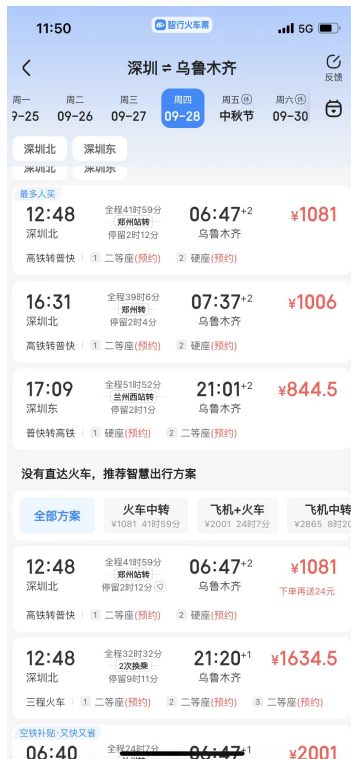 11:50
智行火车票
5G
深圳⇌乌鲁木齐
反馈
周一 周二 周三 周四 周五 休 周六 休
9-25 09-26 09-27 09-28 中秋节 09-30
深圳北 深圳东
深圳北 深圳东
最多人买
12:48 全程41时59分 06:47+2 ¥1081
郑州站转
深圳北 停留2时12分 乌鲁木齐
高铁转普快 1 二等座(预约) 2 硬座(预约)
16:31 全程39时6分 07:37+2 ¥1006
郑州转
深圳北 停留2时4分 乌鲁木齐
高铁转普快 1 二等座(预约) 2 硬座(预约)
17:09 全程51时52分 21:01+2 ¥844.5
兰州西站转
深圳东 停留2时1分 乌鲁木齐
普快转高铁 1 硬座(预约) 2 二等座(预约)
没有直达火车，推荐智慧出行方案
全部方案 火车中转 飞机+火车 飞机中转
¥1081 41时59分 ¥2001 24时7分 ¥2865 8时20
12:48 全程41时59分 06:47+2 ¥1081
郑州站转
深圳北 停留2时12分 乌鲁木齐 下单再送24元
高铁转普快 1 二等座(预约) 2 硬座(预约)
12:48 全程32时32分 21:20+1 ¥1634.5
2次换乘
深圳北 停留9时11分 乌鲁木齐
三程火车 1 二等座(预约) 2 二等座(预约) 3 二等座(预约)
空铁补贴·又快又省
06:40 全程24时7分 06:47+1 ¥2001